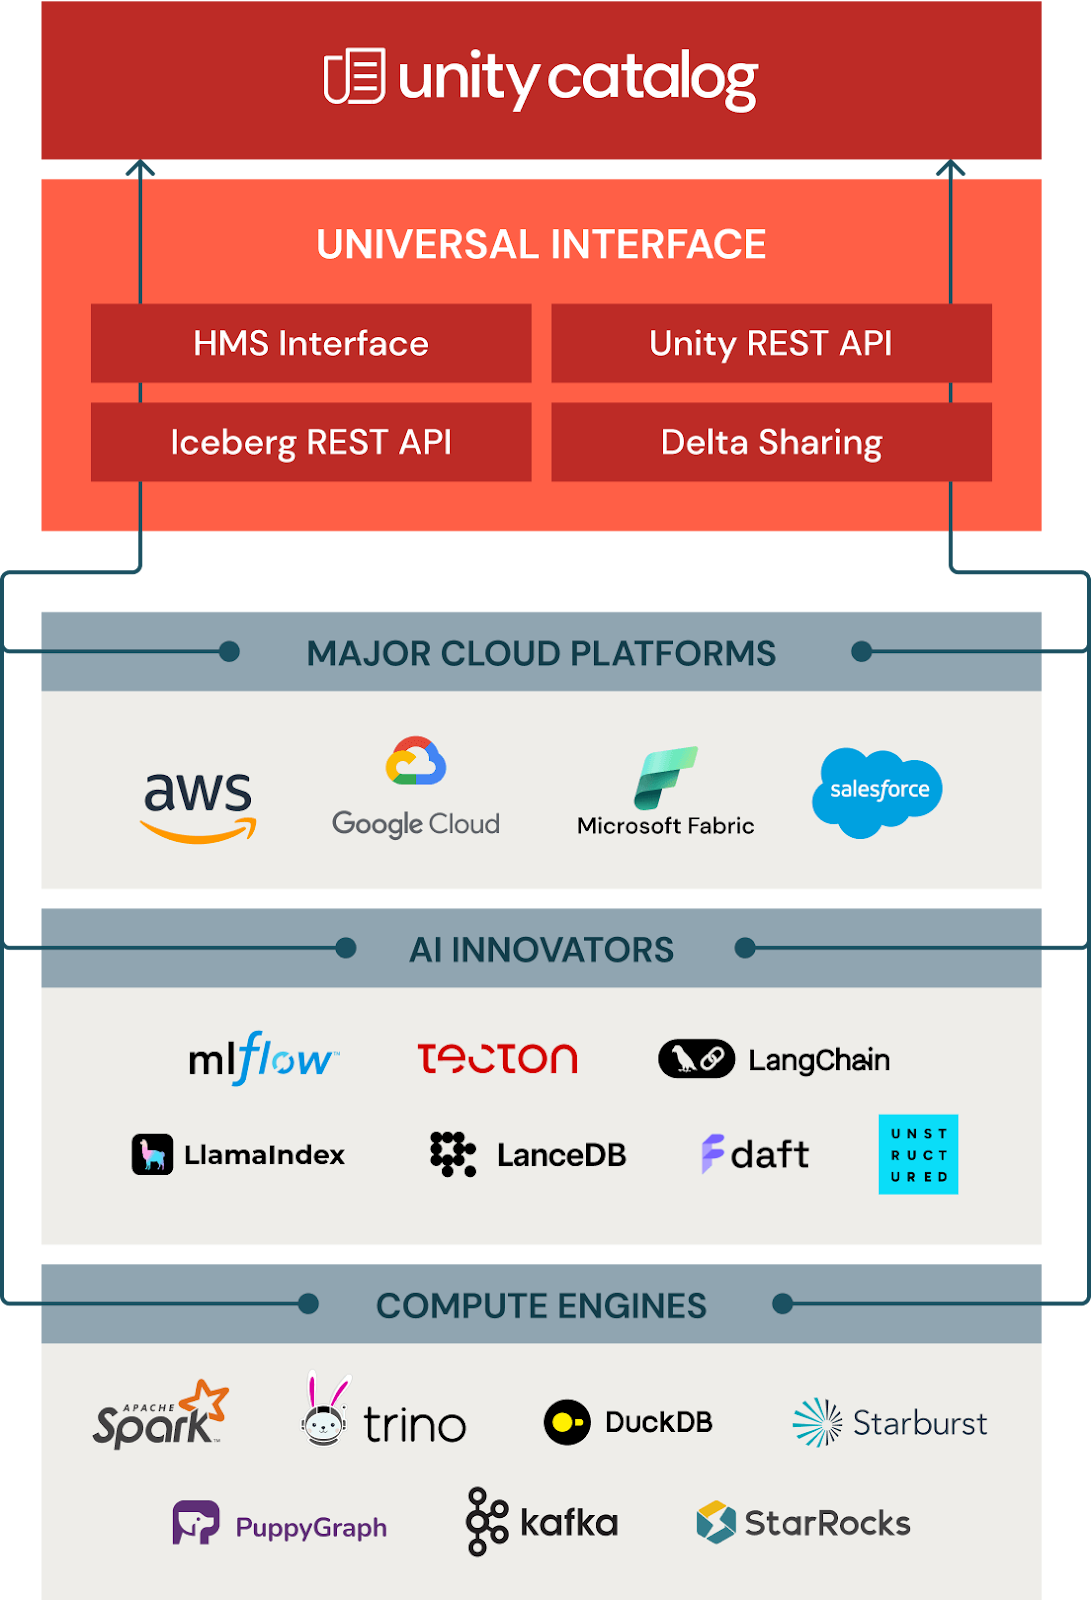 unity catalog
UNIVERSAL INTERFACE
HMS Interface
Unity REST API
Iceberg REST API
Delta Sharing
MAJOR CLOUD PLATFORMS
aws
Google Cloud
Microsoft Fabric
salesforce
AI INNOVATORS
mlflow™
TECTON
LangChain
LlamaIndex
LanceDB
daft
UNST
RUCT
URED
COMPUTE ENGINES
APACHE
Spark™
trino
DuckDB
Starburst
PuppyGraph
kafka
StarRocks